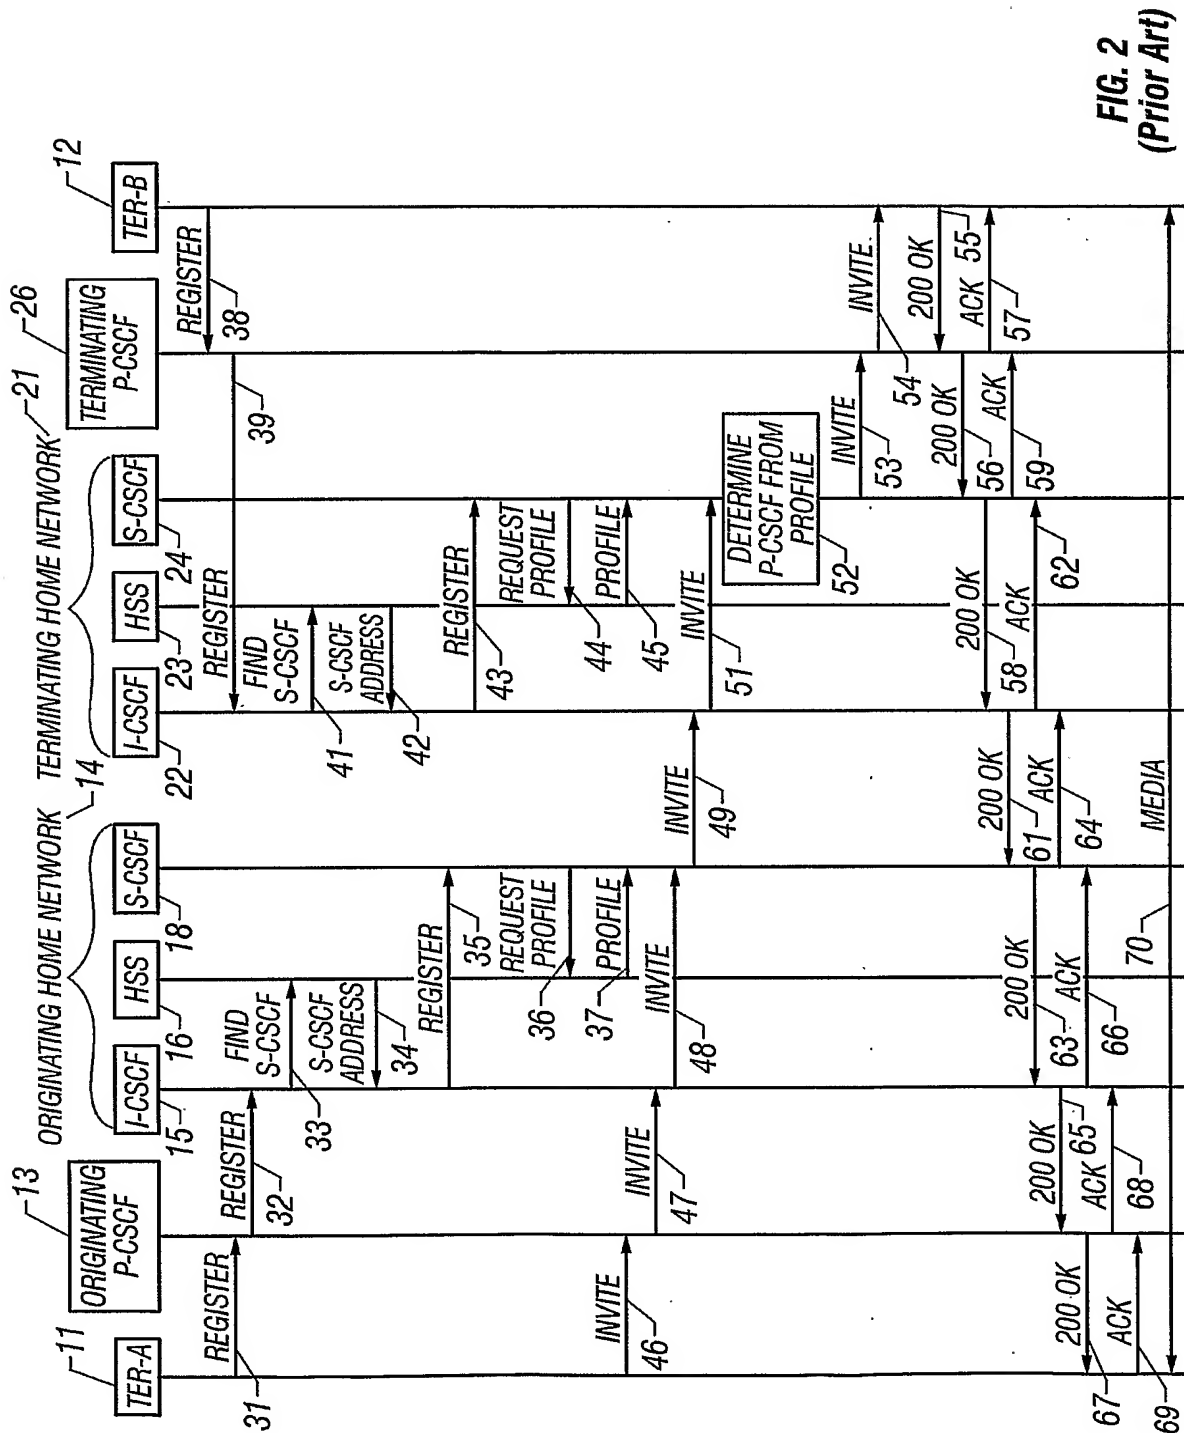 ORIGINATING HOME NETWORK
14
TERMINATING HOME NETWORK
21
11
TER-A
13
ORIGINATING
P-CSCF
I-CSCF
15
HSS
16
S-CSCF
18
I-CSCF
22
HSS
23
S-CSCF
24
26
TERMINATING
P-CSCF
12
TER-B
REGISTER
38
REGISTER
39
REGISTER
31
REGISTER
32
FIND
S-CSCF
33
S-CSCF
ADDRESS
34
FIND
S-CSCF
41
S-CSCF
ADDRESS
42
REGISTER
35
REGISTER
43
REQUEST
PROFILE
36
PROFILE
37
REQUEST
PROFILE
44
PROFILE
45
INVITE
46
INVITE
47
INVITE
48
INVITE
49
INVITE
51
DETERMINE
P-CSCF FROM
PROFILE
52
INVITE
53
INVITE
54
200 OK
55
200 OK
56
ACK
57
200 OK
58
ACK
59
200 OK
61
ACK
62
200 OK
63
ACK
64
200 OK
65
ACK
66
200 OK
67
ACK
68
ACK
69
MEDIA
70
FIG. 2
(Prior Art)